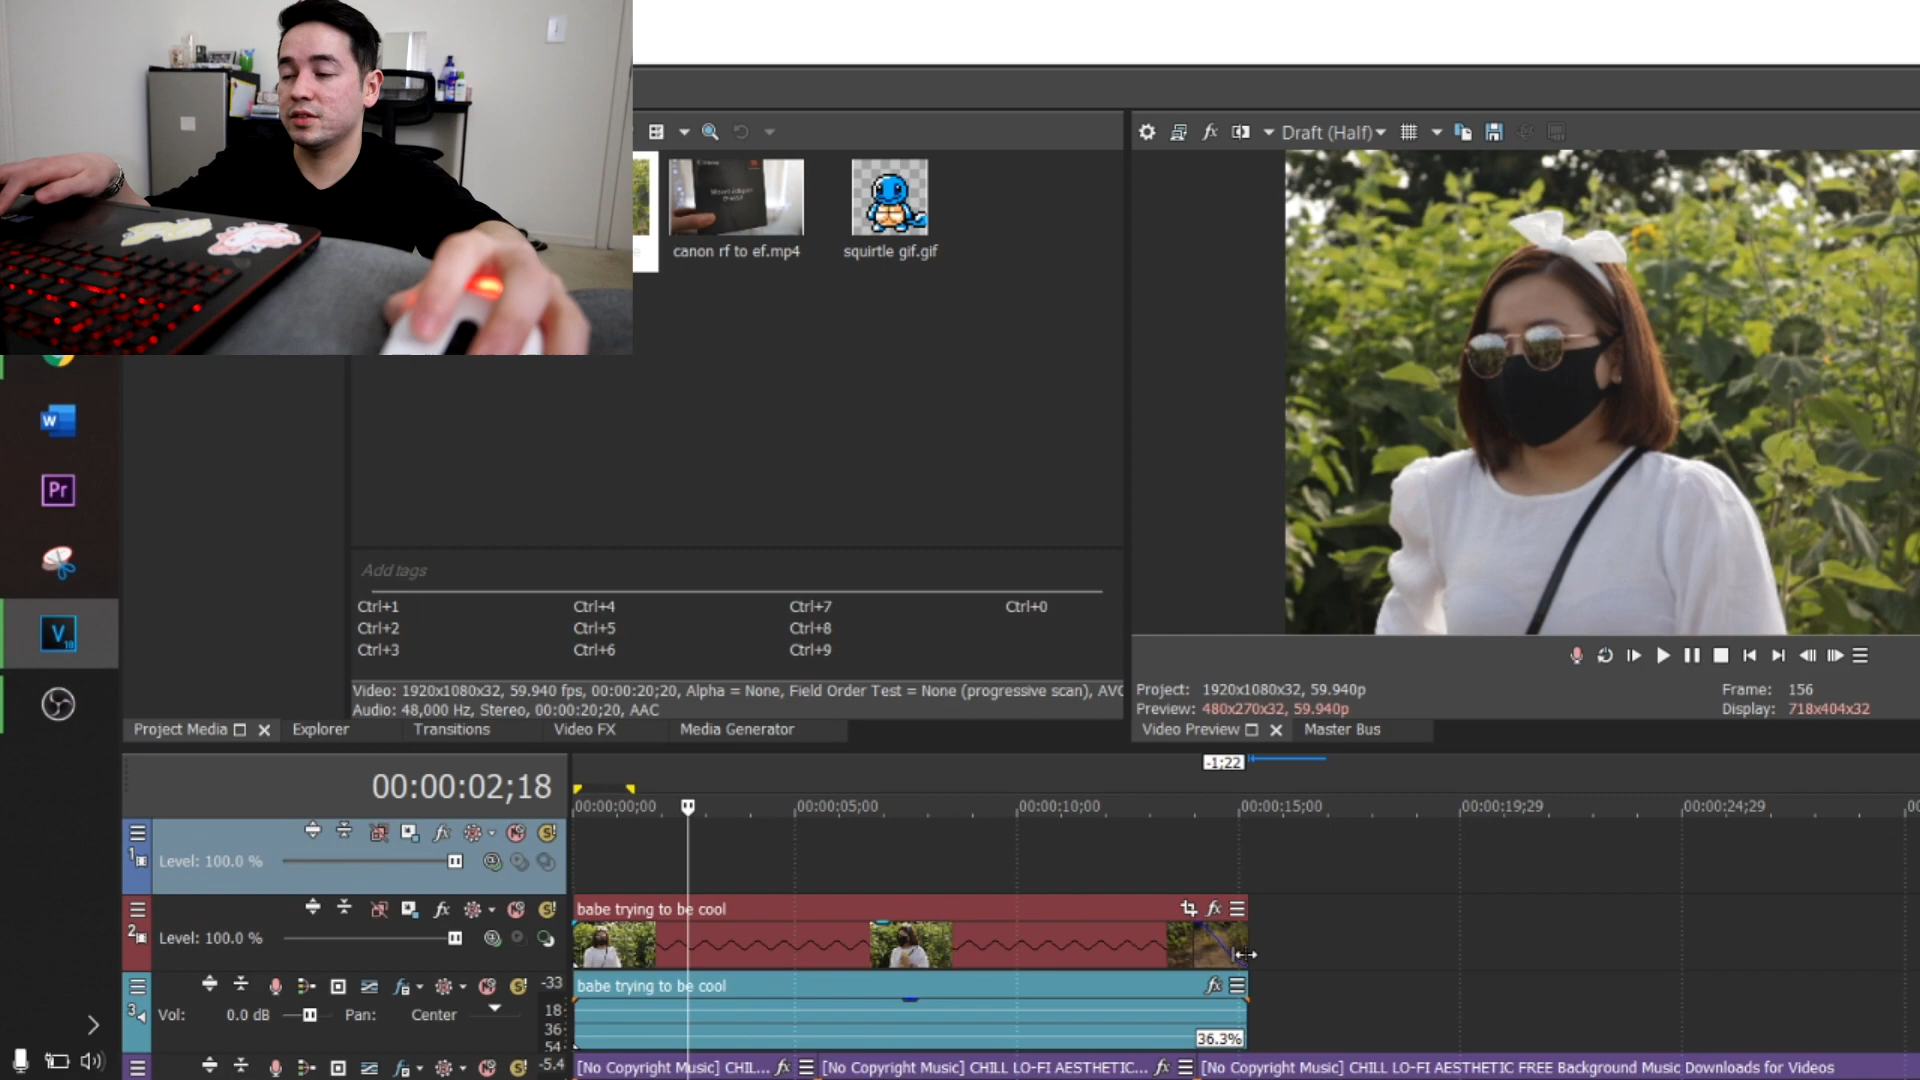 Draft (Half)
canon rf to ef.mp4
squirtle gif.gif
W
Pr
V
18
Add tags
Ctrl+1 Ctrl+4 Ctrl+7 Ctrl+0
Ctrl+2 Ctrl+5 Ctrl+8
Ctrl+3 Ctrl+6 Ctrl+9
Video: 1920x1080x32, 59.940 fps, 00:00:20;20, Alpha = None, Field Order Test = None (progressive scan), AVC
Audio: 48,000 Hz, Stereo, 00:00:20;20, AAC
Project: 1920x1080x32, 59.940p
Frame: 156
Preview: 480x270x32, 59.940p
Display: 718x404x32
Project Media Explorer Transitions Video FX Media Generator
Video Preview Master Bus
-1;22
00:00:02;18
00:00:00;00 00:00:05;00 00:00:10;00 00:00:15;00 00:00:19;29 00:00:24;29
1
Level: 100.0 %
babe trying to be cool
2
Level: 100.0 %
babe trying to be cool
-33
3
Vol: 0.0 dB Pan: Center
18
36
54
36.3%
-5.4
[No Copyright Music] CHIL... [No Copyright Music] CHILL LO-FI AESTHETIC... [No Copyright Music] CHILL LO-FI AESTHETIC FREE Background Music Downloads for Videos